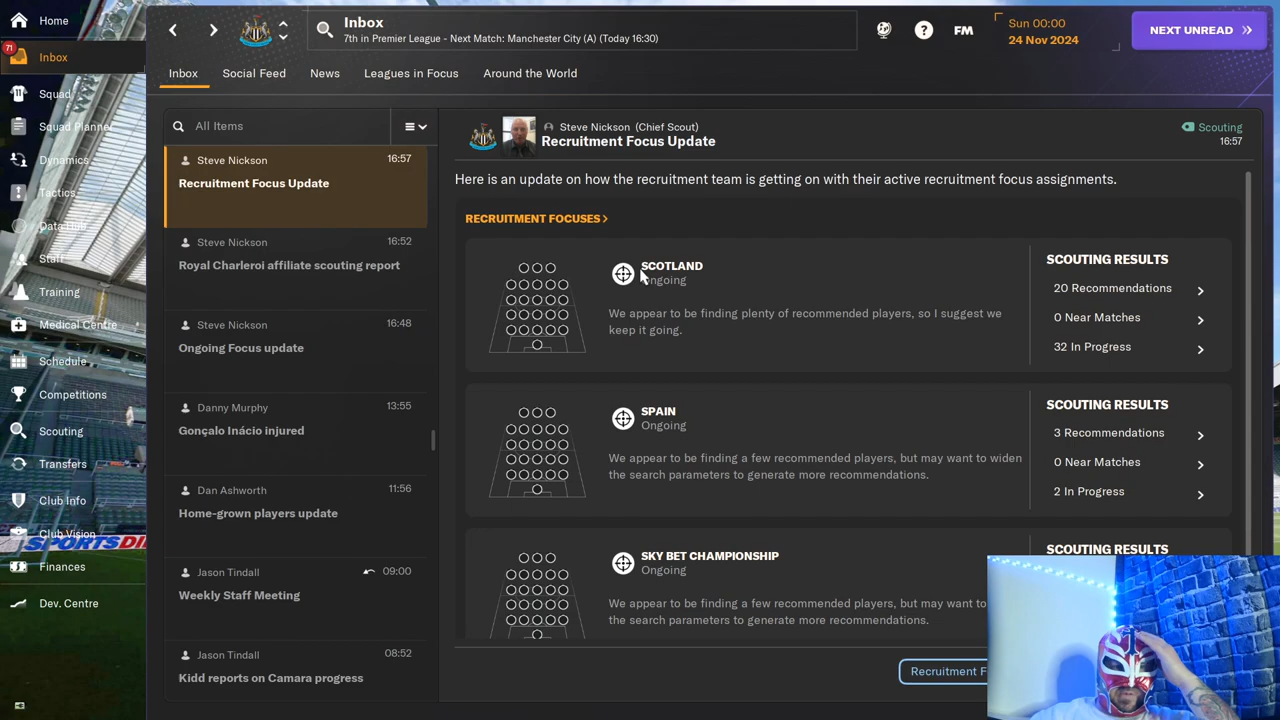 Home
71
Inbox
Squad
Squad Planner
Dynamics
Tactics
Data Hub
Staff
Training
Medical Centre
Schedule
Competitions
Scouting
Transfers
Club Info
Club Vision
SPORTSDI
Finances
Dev. Centre
Inbox
7th in Premier League - Next Match: Manchester City (A) (Today 16:30)
?
FM
Sun 00:00
24 Nov 2024
NEXT UNREAD
Inbox
Social Feed
News
Leagues in Focus
Around the World
All Items
Steve Nickson
16:57
Recruitment Focus Update
Steve Nickson
16:52
Royal Charleroi affiliate scouting report
Steve Nickson
16:48
Ongoing Focus update
Danny Murphy
13:55
Gonçalo Inácio injured
Dan Ashworth
11:56
Home-grown players update
Jason Tindall
09:00
Weekly Staff Meeting
Jason Tindall
08:52
Kidd reports on Camara progress
Steve Nickson (Chief Scout)
Recruitment Focus Update
Scouting
16:57
Here is an update on how the recruitment team is getting on with their active recruitment focus assignments.
RECRUITMENT FOCUSES >
SCOTLAND
Ongoing
We appear to be finding plenty of recommended players, so I suggest we
keep it going.
SCOUTING RESULTS
20 Recommendations
0 Near Matches
32 In Progress
SPAIN
Ongoing
We appear to be finding a few recommended players, but may want to widen
the search parameters to generate more recommendations.
SCOUTING RESULTS
3 Recommendations
0 Near Matches
2 In Progress
SKY BET CHAMPIONSHIP
Ongoing
We appear to be finding a few recommended players, but may want to
the search parameters to generate more recommendations.
SCOUTING RESULTS
Recruitment F